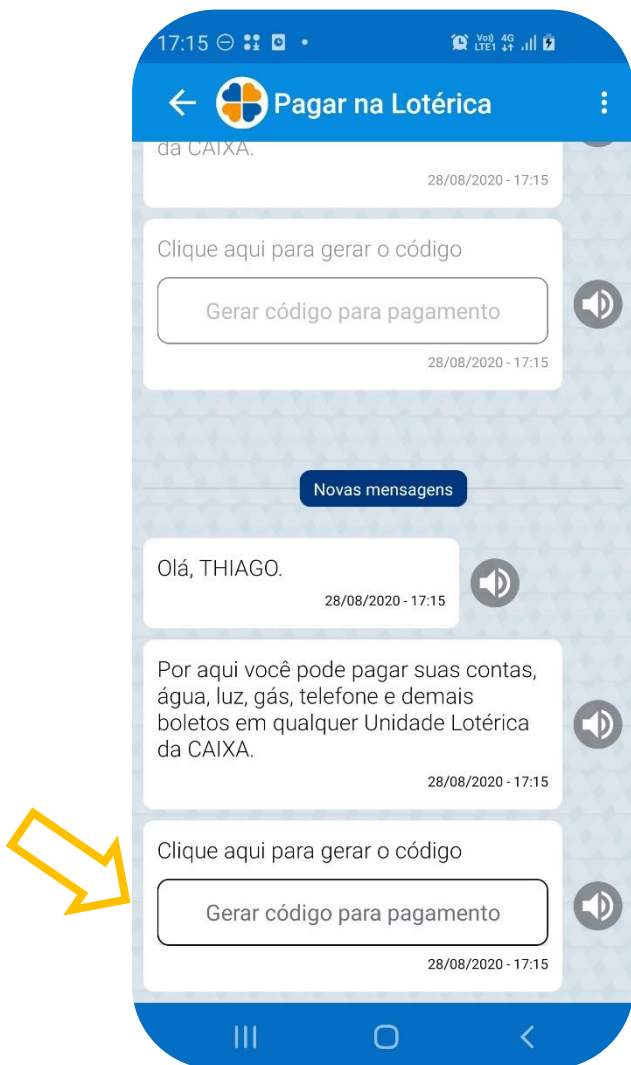 17:15
Vo)) 4G
LTE1
Pagar na Lotérica
da CAIXA.
28/08/2020 - 17:15
Clique aqui para gerar o código
Gerar código para pagamento
28/08/2020 - 17:15
Novas mensagens
Olá, THIAGO.
28/08/2020 - 17:15
Por aqui você pode pagar suas contas,
água, luz, gás, telefone e demais
boletos em qualquer Unidade Lotérica
da CAIXA.
28/08/2020 - 17:15
Clique aqui para gerar o código
Gerar código para pagamento
28/08/2020 - 17:15